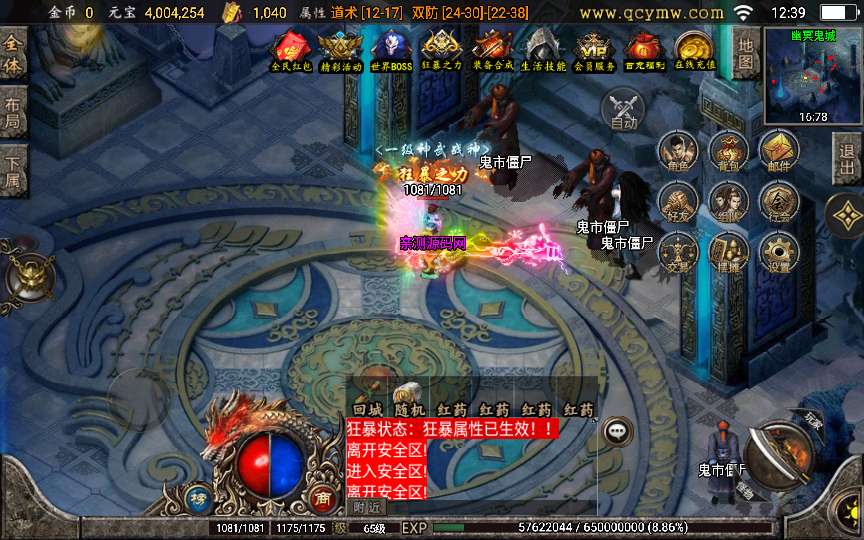 金币 0 元宝 4,004,254 1,040 属性 道术 [12-17] 双防 [24-30]-[22-38] www.qcymw.com 12:39
全体
布局
下属
全民红包 精彩活动 世界BOSS 狂暴之力 装备合成 生活技能 会员服务 百宠福利 在线充值
地图
幽冥鬼城
16:78
自动
退出
角色 背包 邮件
好友 组队 行会
交易 摆摊 设置
<一级神武战神>
狂暴之力
1081/1081
亲测源码网
鬼市僵尸
鬼市僵尸
鬼市僵尸
回城 随机 红药 红药 红药 红药
狂暴状态：狂暴属性已生效！！
离开安全区!
进入安全区!
离开安全区!
附近
榜
商
玩家
鬼市僵尸
怪物
1081/1081 1175/1175 级 65级 EXP 57622044 / 650000000 (8.86%)